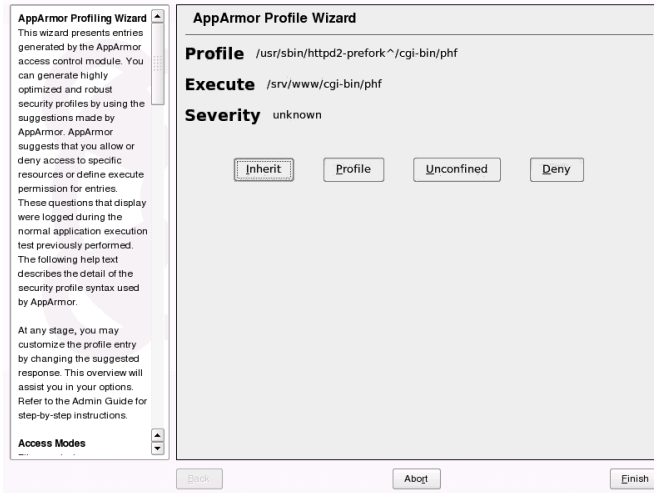 AppArmor Profiling Wizard
This wizard presents entries
generated by the AppArmor
access control module. You
can generate highly
optimized and robust
security profiles by using the
suggestions made by
AppArmor. AppArmor
suggests that you allow or
deny access to specific
resources or define execute
permission for entries.
These questions that display
were logged during the
normal application execution
test previously performed.
The following help text
describes the detail of the
security profile syntax used
by AppArmor.
At any stage, you may
customize the profile entry
by changing the suggested
response. This overview will
assist you in your options.
Refer to the Admin Guide for
step-by-step instructions.
Access Modes
AppArmor Profile Wizard
Profile /usr/sbin/httpd2-prefork^/cgi-bin/phf
Execute /srv/www/cgi-bin/phf
Severity unknown
Inherit Profile Unconfined Deny
Back Abort Finish